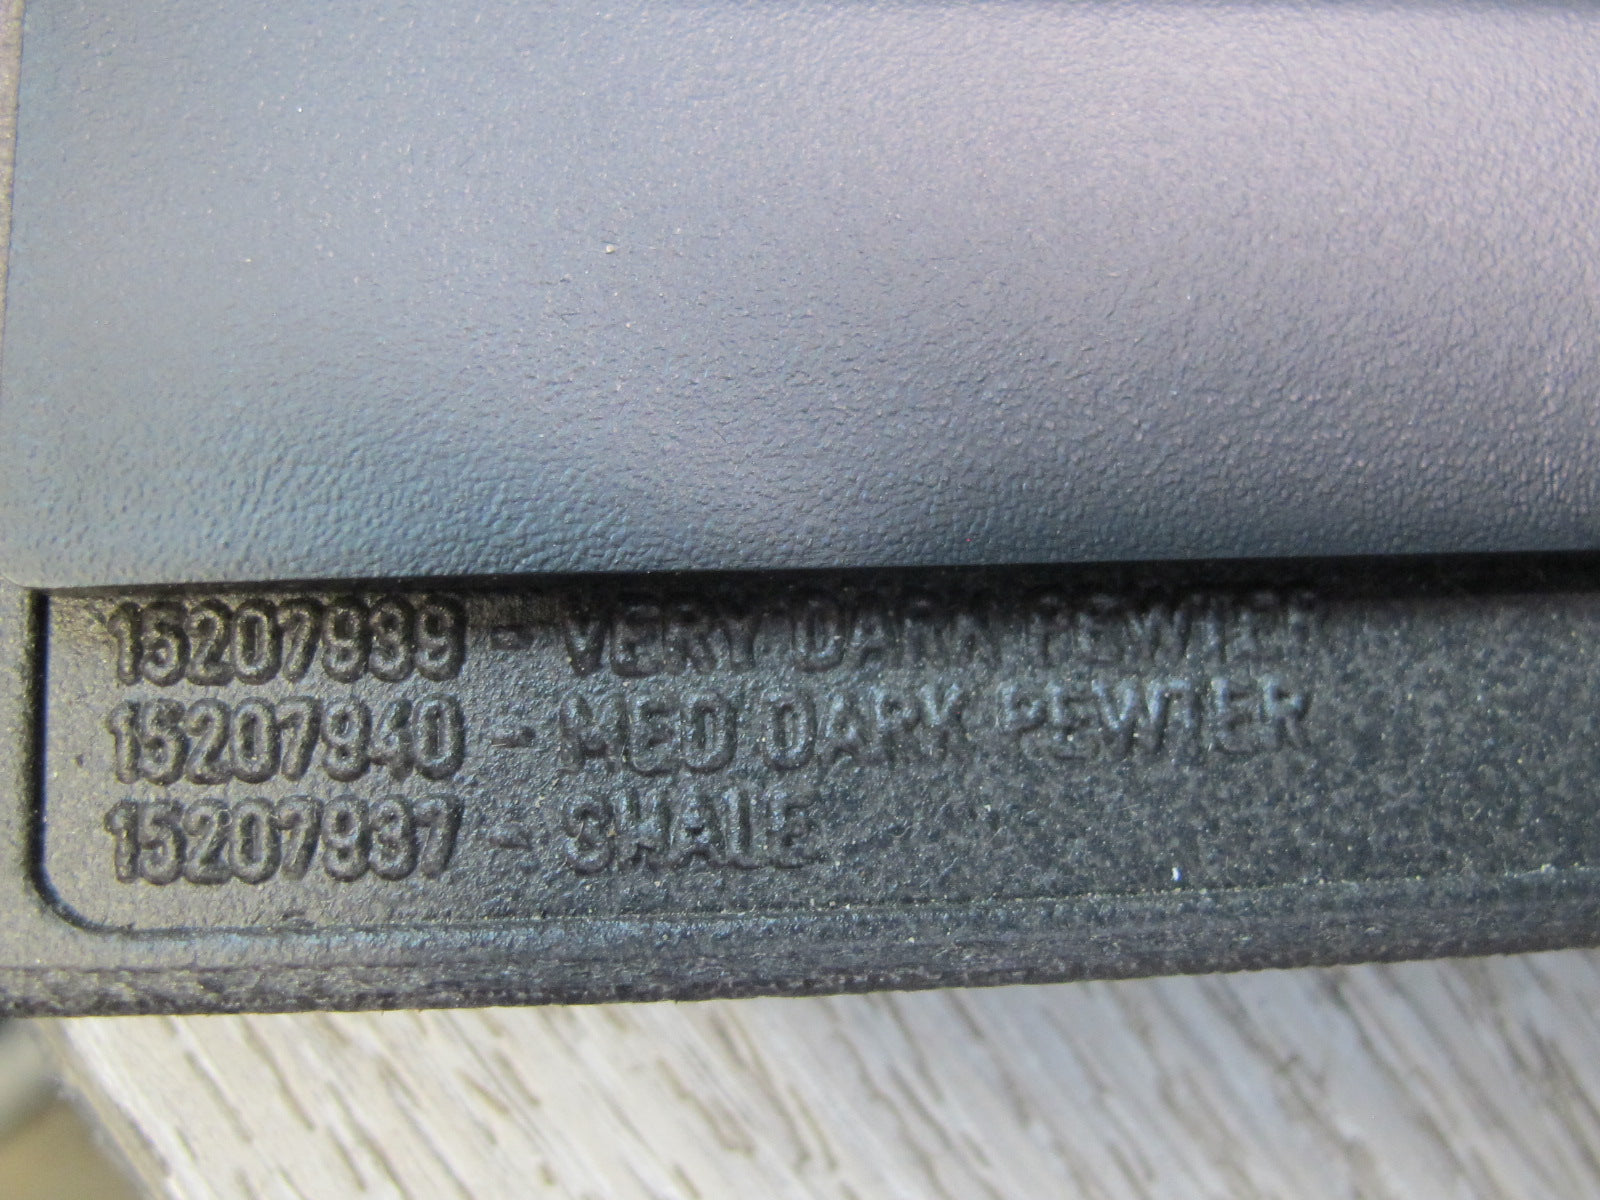 15207939 - VERY DARK PEWTER
15207940 - MED DARK PEWTER
15207937 - SHALE